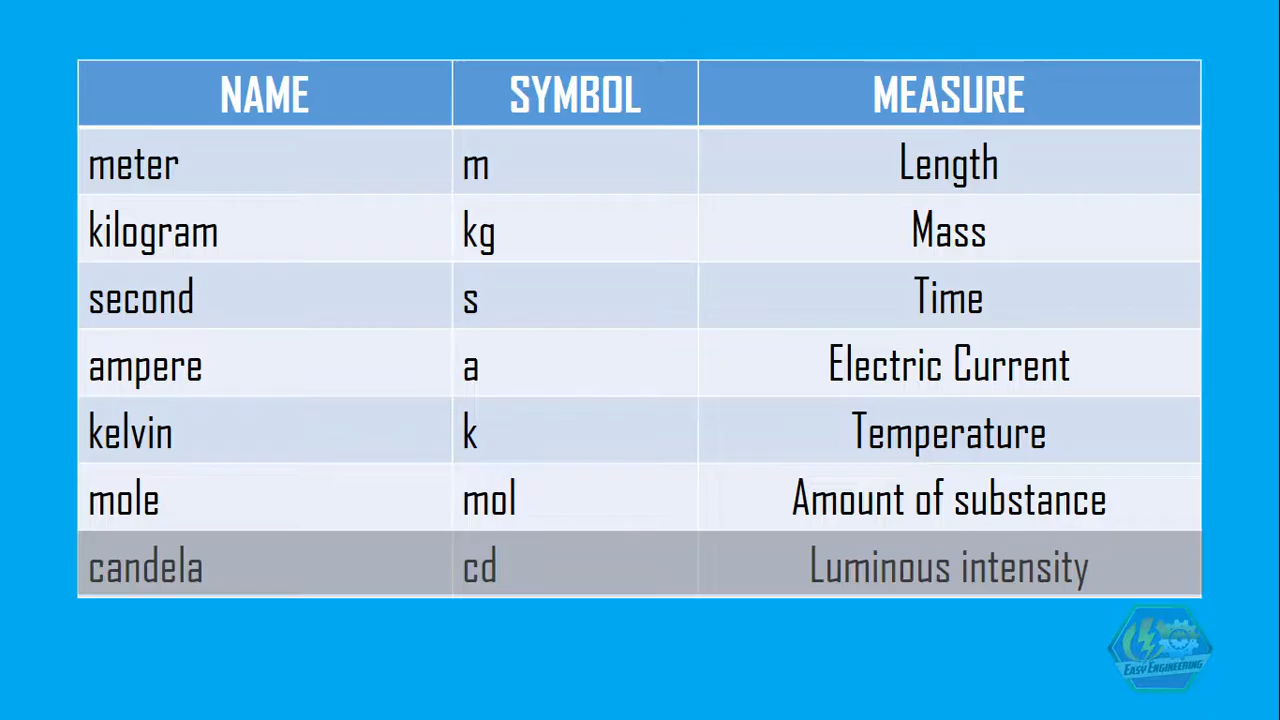 NAME SYMBOL MEASURE
meter m Length
kilogram kg Mass
second s Time
ampere a Electric Current
kelvin k Temperature
mole mol Amount of substance
candela cd Luminous intensity
EASY ENGINEERING